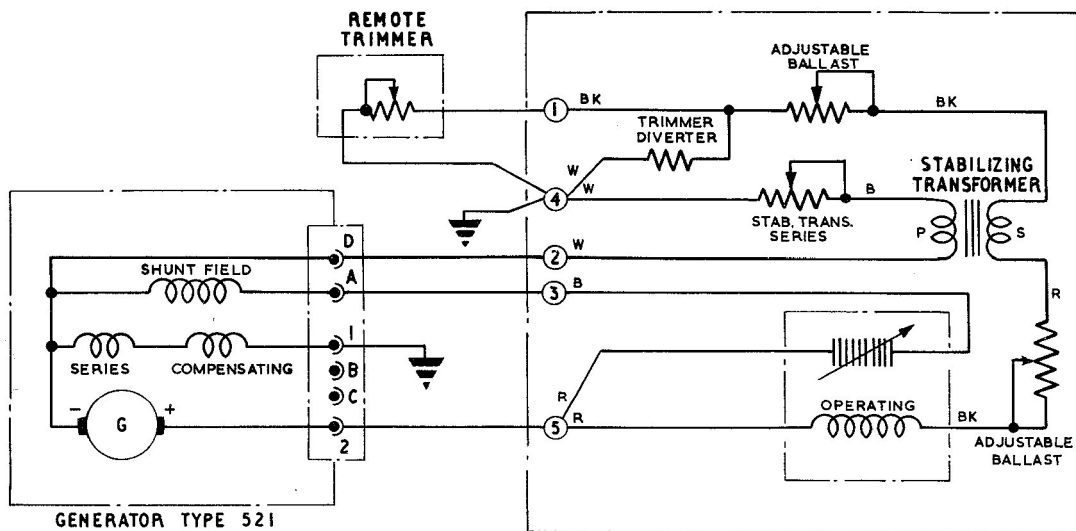 REMOTE
TRIMMER
ADJUSTABLE
BALLAST
1
BK
BK
TRIMMER
DIVERTER
W
W
4
B
STAB. TRANS.
SERIES
STABILIZING
TRANSFORMER
P
S
D
W
2
SHUNT FIELD
A
B
3
R
1
SERIES
COMPENSATING
B
C
R
OPERATING
- G +
2
5
R
BK
ADJUSTABLE
BALLAST
GENERATOR TYPE 521